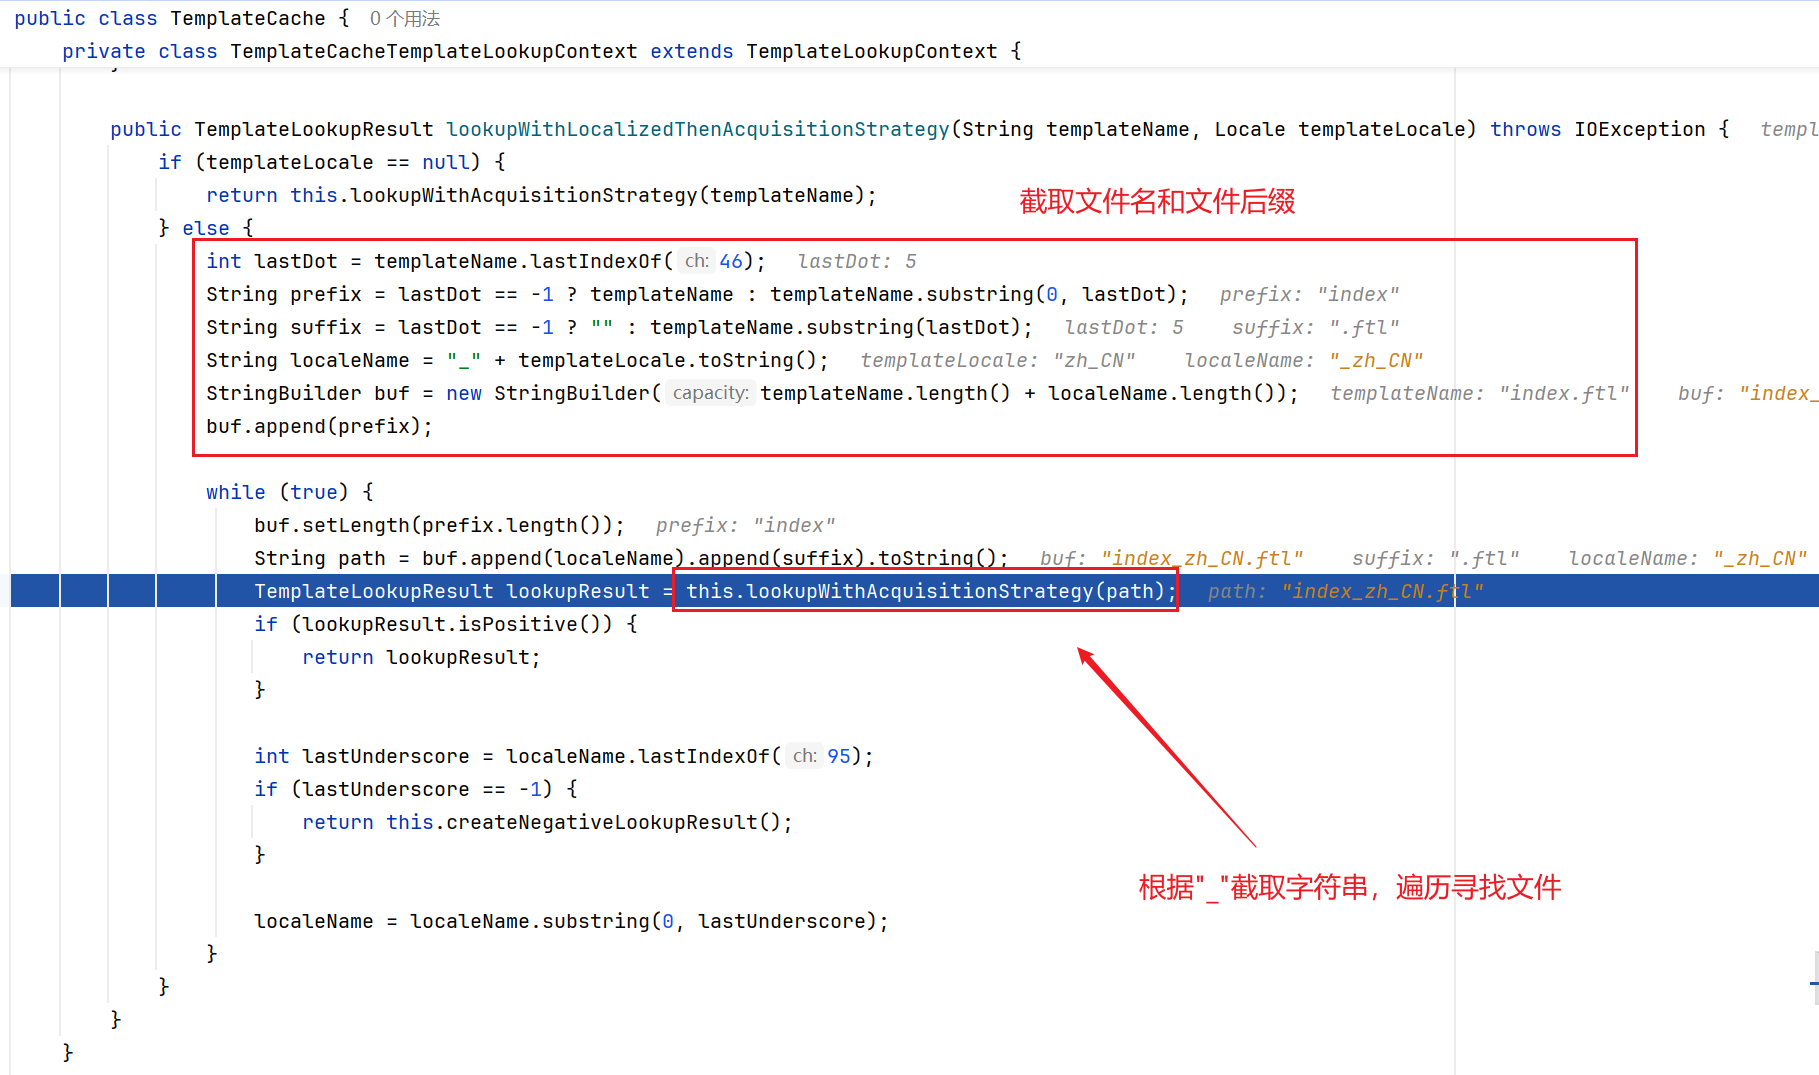 public class TemplateCache { 0 个用法
private class TemplateCacheTemplateLookupContext extends TemplateLookupContext {
}
public TemplateLookupResult lookupWithLocalizedThenAcquisitionStrategy(String templateName, Locale templateLocale) throws IOException { templ
if (templateLocale == null) {
return this.lookupWithAcquisitionStrategy(templateName);
截取文件名和文件后缀
} else {
int lastDot = templateName.lastIndexOf( ch: 46); lastDot: 5
String prefix = lastDot == -1 ? templateName : templateName.substring(0, lastDot); prefix: "index"
String suffix = lastDot == -1 ? "" : templateName.substring(lastDot); lastDot: 5 suffix: ".ftl"
String localeName = "_" + templateLocale.toString(); templateLocale: "zh_CN" localeName: "_zh_CN"
StringBuilder buf = new StringBuilder( capacity: templateName.length() + localeName.length()); templateName: "index.ftl" buf: "index_
buf.append(prefix);
while (true) {
buf.setLength(prefix.length()); prefix: "index"
String path = buf.append(localeName).append(suffix).toString(); buf: "index_zh_CN.ftl" suffix: ".ftl" localeName: "_zh_CN"
TemplateLookupResult lookupResult = this.lookupWithAcquisitionStrategy(path); path: "index_zh_CN.ftl"
if (lookupResult.isPositive()) {
return lookupResult;
}
int lastUnderscore = localeName.lastIndexOf( ch: 95);
if (lastUnderscore == -1) {
return this.createNegativeLookupResult();
}
根据"_"截取字符串，遍历寻找文件
localeName = localeName.substring(0, lastUnderscore);
}
}
}
}